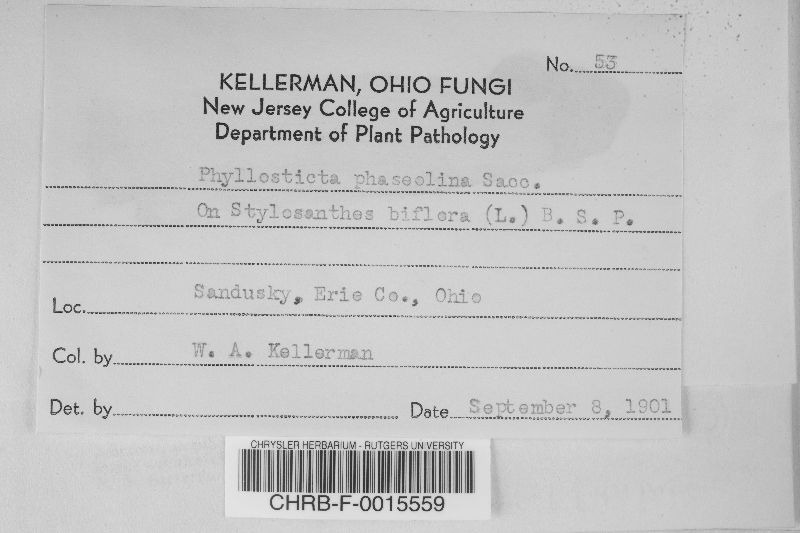 No. 53
KELLERMAN, OHIO FUNGI
New Jersey College of Agriculture
Department of Plant Pathology
Phyllosticta phaseolina Sacc.
On Stylosanthes biflora (L.) B. S. P.
Loc. Sandusky, Erie Co., Ohio
Col. by W. A. Kellerman
Det. by Date September 8, 1901
CHRYSLER HERBARIUM - RUTGERS UNIVERSITY
CHRB-F-0015559